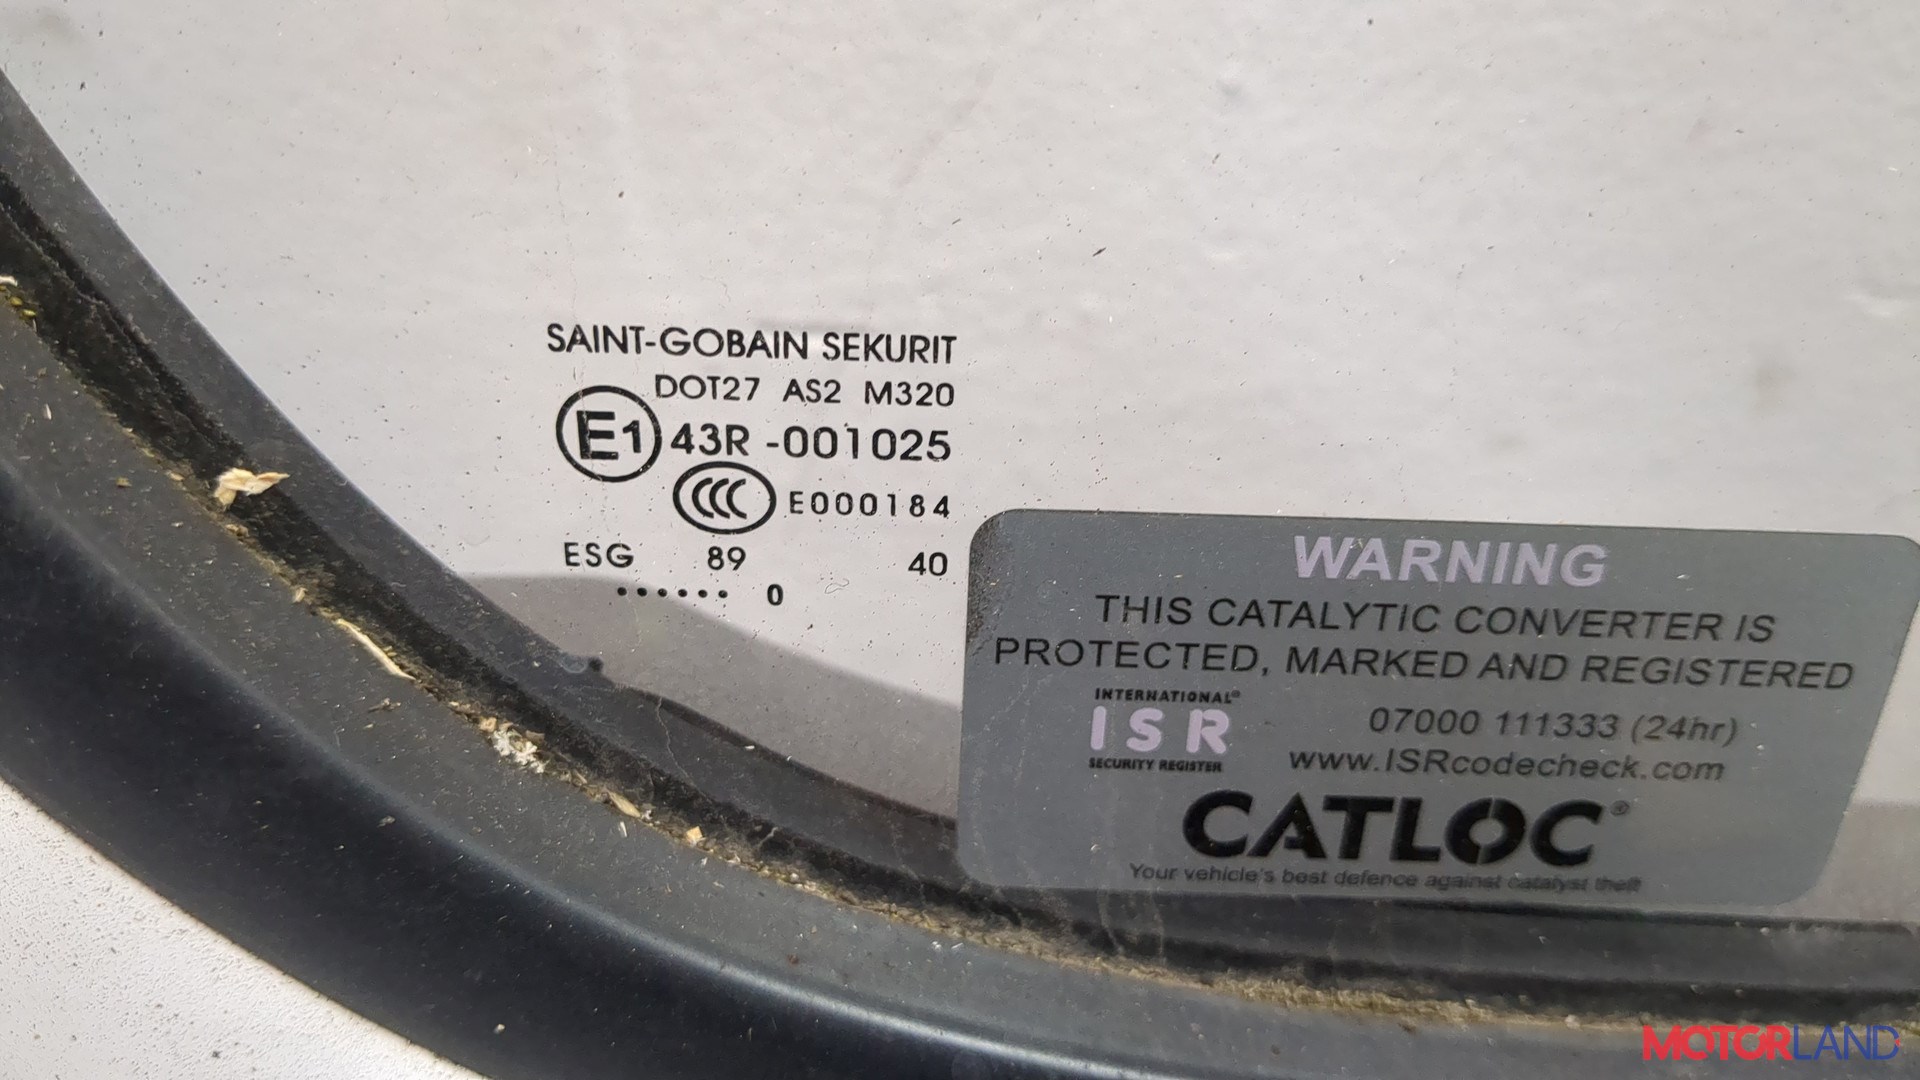 SAINT-GOBAIN SEKURIT
DOT27 AS2 M320
E1 43R -001025
CCC E000184
ESG 89 40
...... 0
WARNING
THIS CATALYTIC CONVERTER IS
PROTECTED, MARKED AND REGISTERED
INTERNATIONAL®
ISR
SECURITY REGISTER
07000 111333 (24hr)
www.ISRcodecheck.com
CATLOC®
Your vehicle's best defence against catalyst theft
MOTORLAND